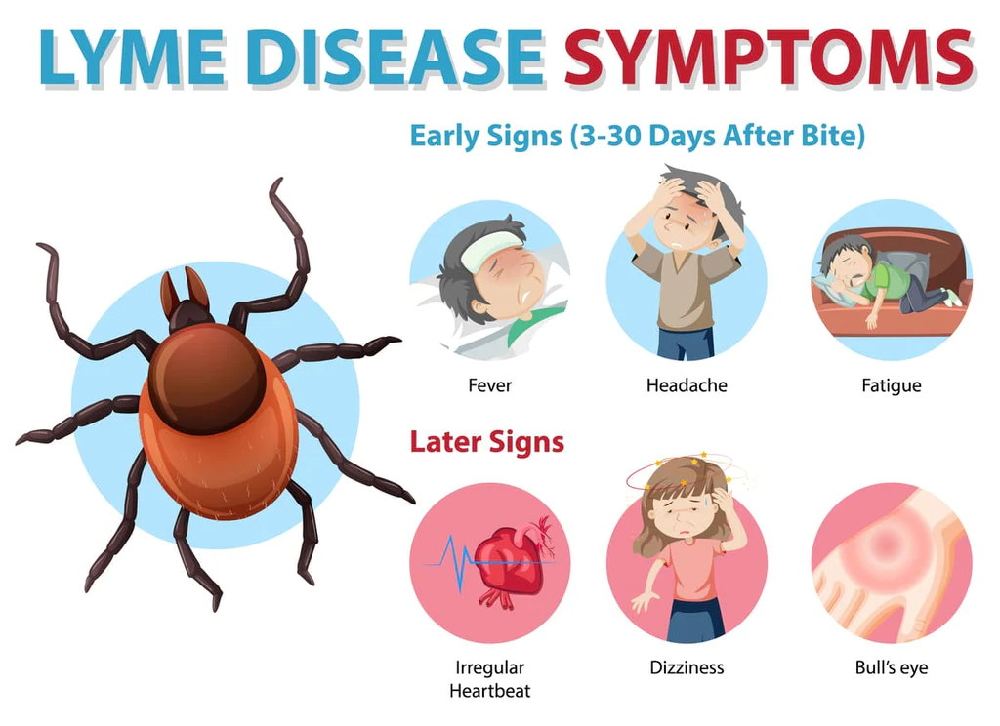 LYME DISEASE SYMPTOMS
Early Signs (3-30 Days After Bite)
Fever
Headache
Fatigue
Later Signs
Irregular
Heartbeat
Dizziness
Bull's eye